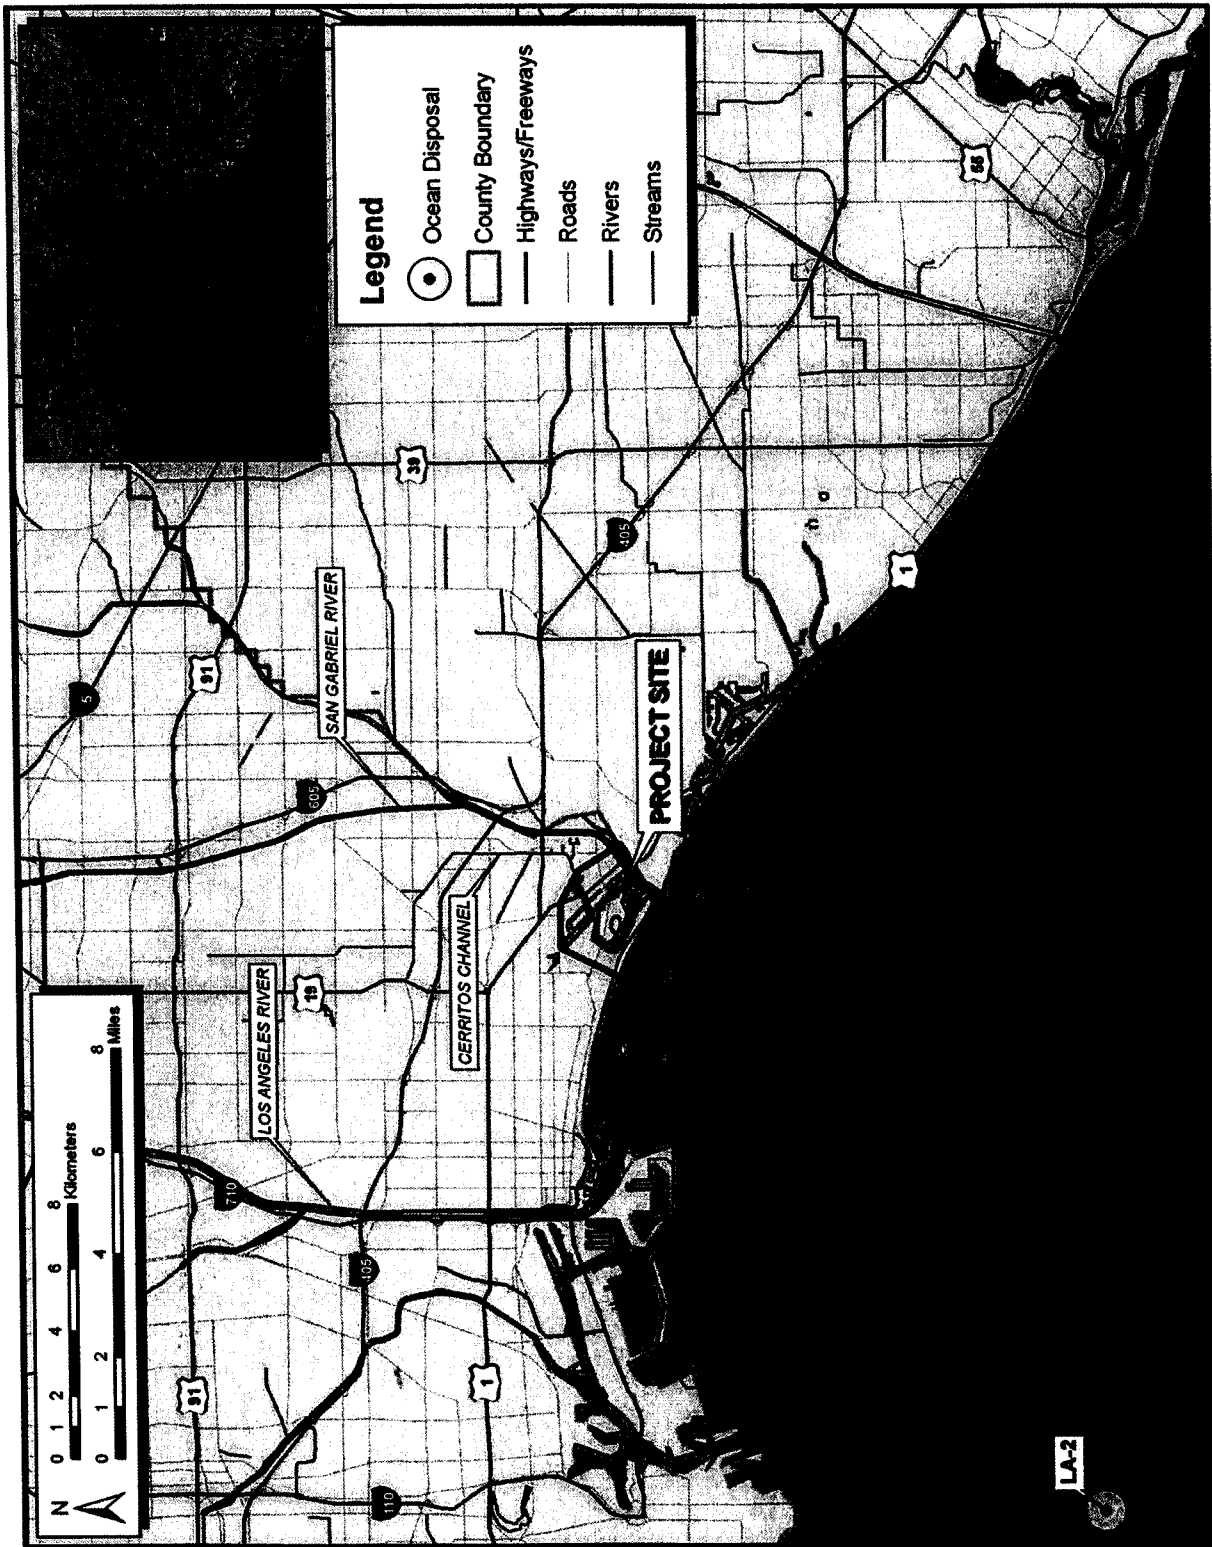 N
0 1 2 4 6 8
Kilometers
0 1 2 4 6 8
Miles
Legend
Ocean Disposal
County Boundary
Highways/Freeways
Roads
Rivers
Streams
LOS ANGELES RIVER
CERRITOS CHANNEL
SAN GABRIEL RIVER
PROJECT SITE
LA-2
91
110
405
710
1
19
605
5
91
39
405
1
55